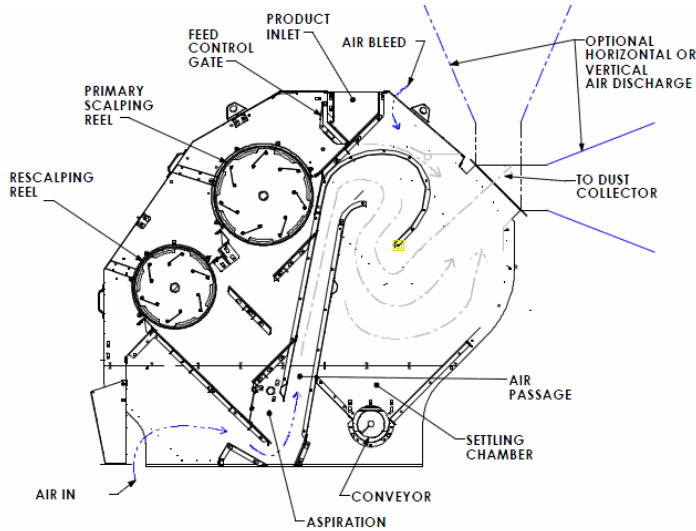 PRODUCT
INLET
FEED
CONTROL
GATE
AIR BLEED
OPTIONAL
HORIZONTAL OR
VERTICAL
AIR DISCHARGE
PRIMARY
SCALPING
REEL
RESCALPING
REEL
TO DUST
COLLECTOR
AIR
PASSAGE
SETTLING
CHAMBER
AIR IN
CONVEYOR
ASPIRATION